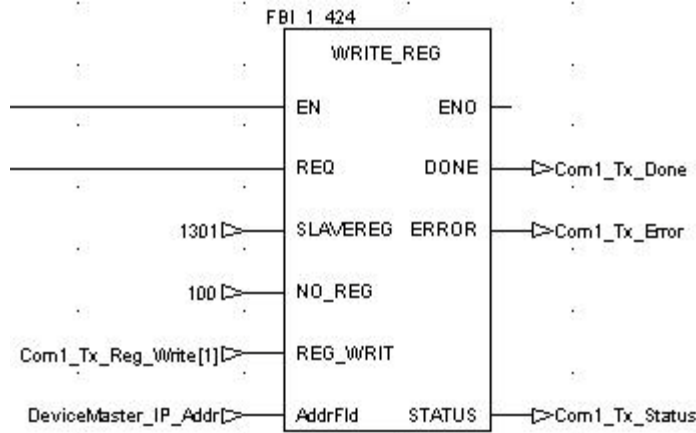 FBI_1_424
WRITE_REG
EN ENO
REQ DONE Com1_Tx_Done
1301 SLAVEREG ERROR Com1_Tx_Error
100 NO_REG
Com1_Tx_Reg_Write[1] REG_WRIT
DeviceMaster_IP_Addr AddrFld STATUS Com1_Tx_Status